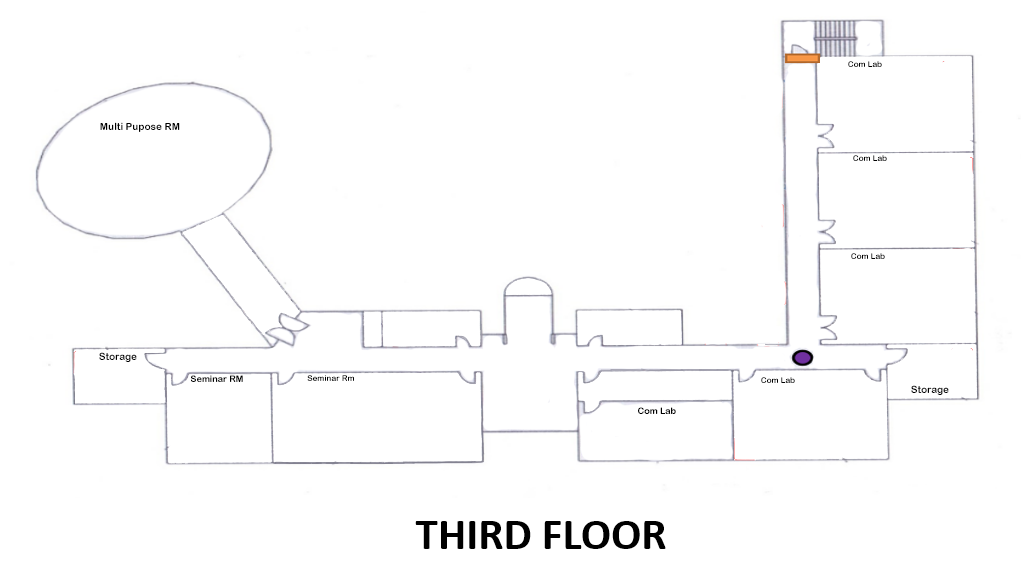 Com Lab
Multi Pupose RM
Com Lab
Com Lab
Storage
Seminar RM
Seminar Rm
Com Lab
Storage
Com Lab
THIRD FLOOR